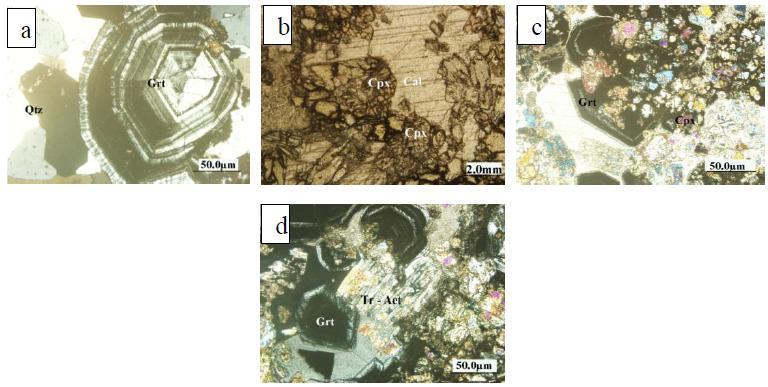 a
Grt
Qtz
50.0µm
b
Cpx
Cal
Cpx
2.0mm
c
Grt
Cpx
50.0µm
d
Tr - Act
Grt
50.0µm